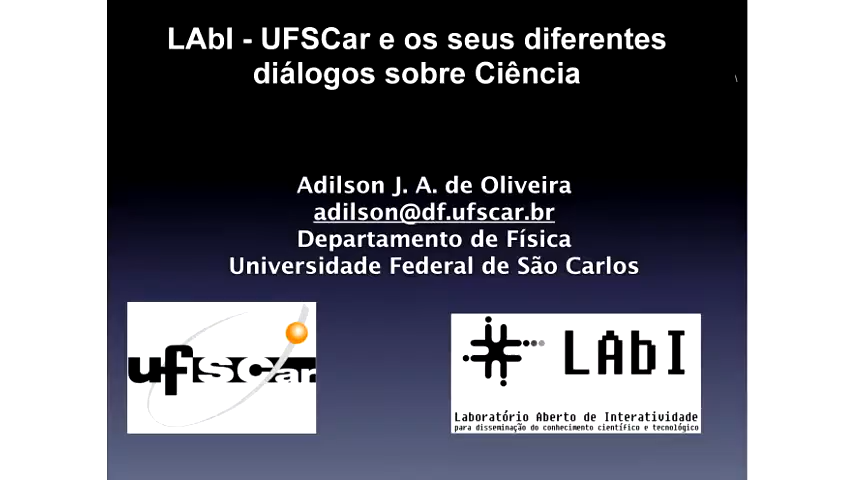 LAbI - UFSCar e os seus diferentes
diálogos sobre Ciência
Adilson J. A. de Oliveira
adilson@df.ufscar.br
Departamento de Física
Universidade Federal de São Carlos
ufscar
LAbI
Laboratório Aberto de Interatividade
para disseminação do conhecimento científico e tecnológico